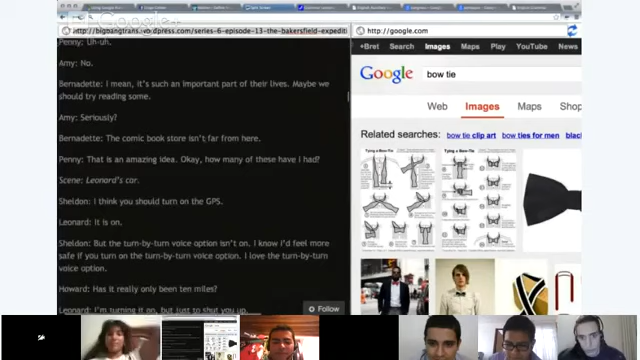 http://bigbangtrans.wordpress.com/series-6-episode-13-the-bakersfield-expediti
Penny: Uh-uh.
Amy: No.
Bernadette: I mean, it's such an important part of their lives. Maybe we
should try reading some.
Amy: Seriously?
Bernadette: The comic book store isn't far from here.
Penny: That is an amazing idea. Okay, how many of these have I had?
Scene: Leonard's car.
Sheldon: I think you should turn on the GPS.
Leonard: It is on.
Sheldon: But the turn-by-turn voice option isn't on. I know I'd feel more
safe if you turn on the turn-by-turn voice option. I love the turn-by-turn
voice option.
Howard: Has it really only been ten miles?
Leonard: I'm turning it on, but just to shut you up.
Follow
http://google.com
+Bret Search Images Maps
Google
bow tie
Web Images Maps Shop
Related searches: bow tie clip art bow ties for men black
Tying a Bow-Tie
Tying a Bow-Tie